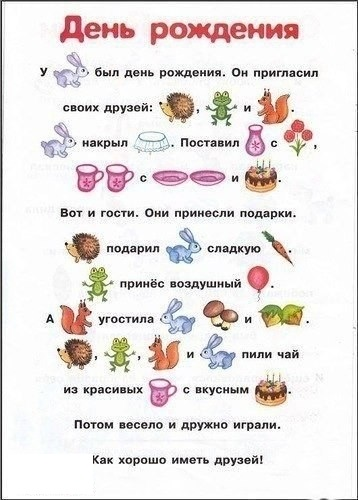 День рождения
У был день рождения. Он пригласил
своих друзей: , и .
накрыл . Поставил с ,
с и .
Вот и гости. Они принесли подарки.
подарил сладкую .
принёс воздушный .
А угостила и .
, , и пили чай
из красивых с вкусным .
Потом весело и дружно играли.
Как хорошо иметь друзей!